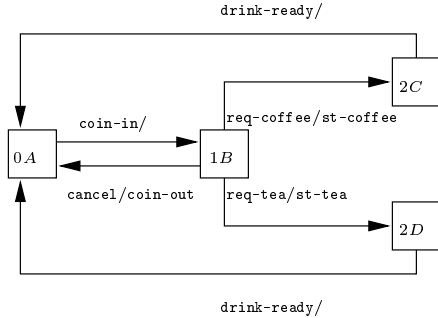 drink-ready/
2C
coin-in/
req-coffee/st-coffee
0A
1B
cancel/coin-out
req-tea/st-tea
2D
drink-ready/